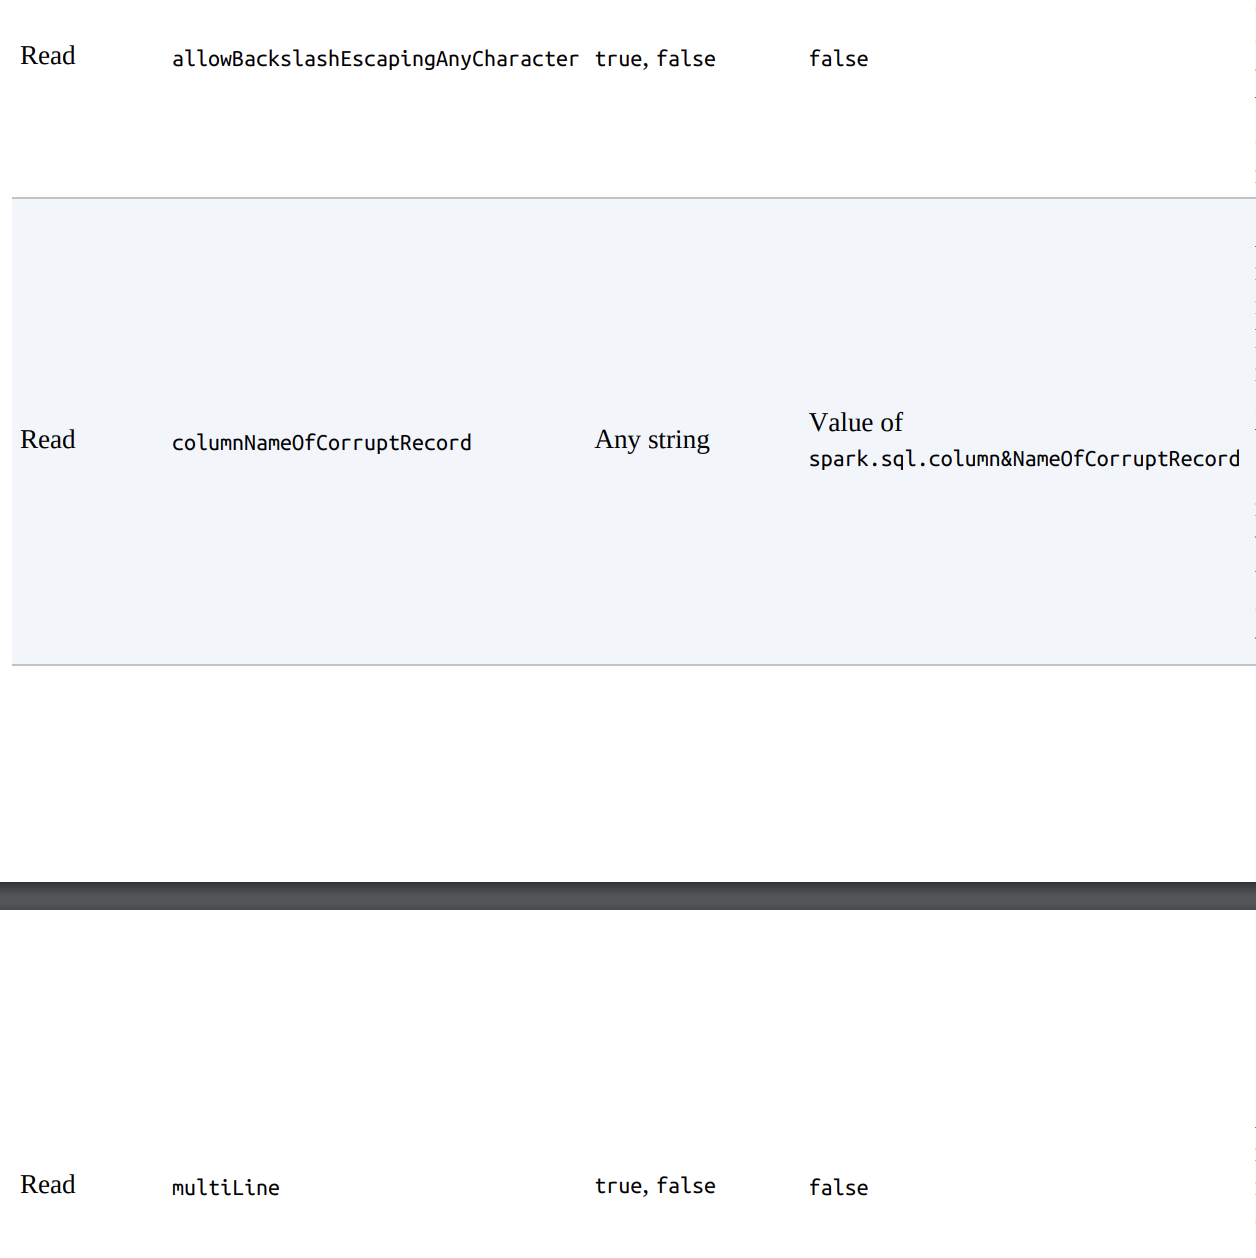 Read allowBackslashEscapingAnyCharacter true, false false
Read columnNameOfCorruptRecord Any string Value of
spark.sql.column&NameOfCorruptRecord
Read multiLine true, false false